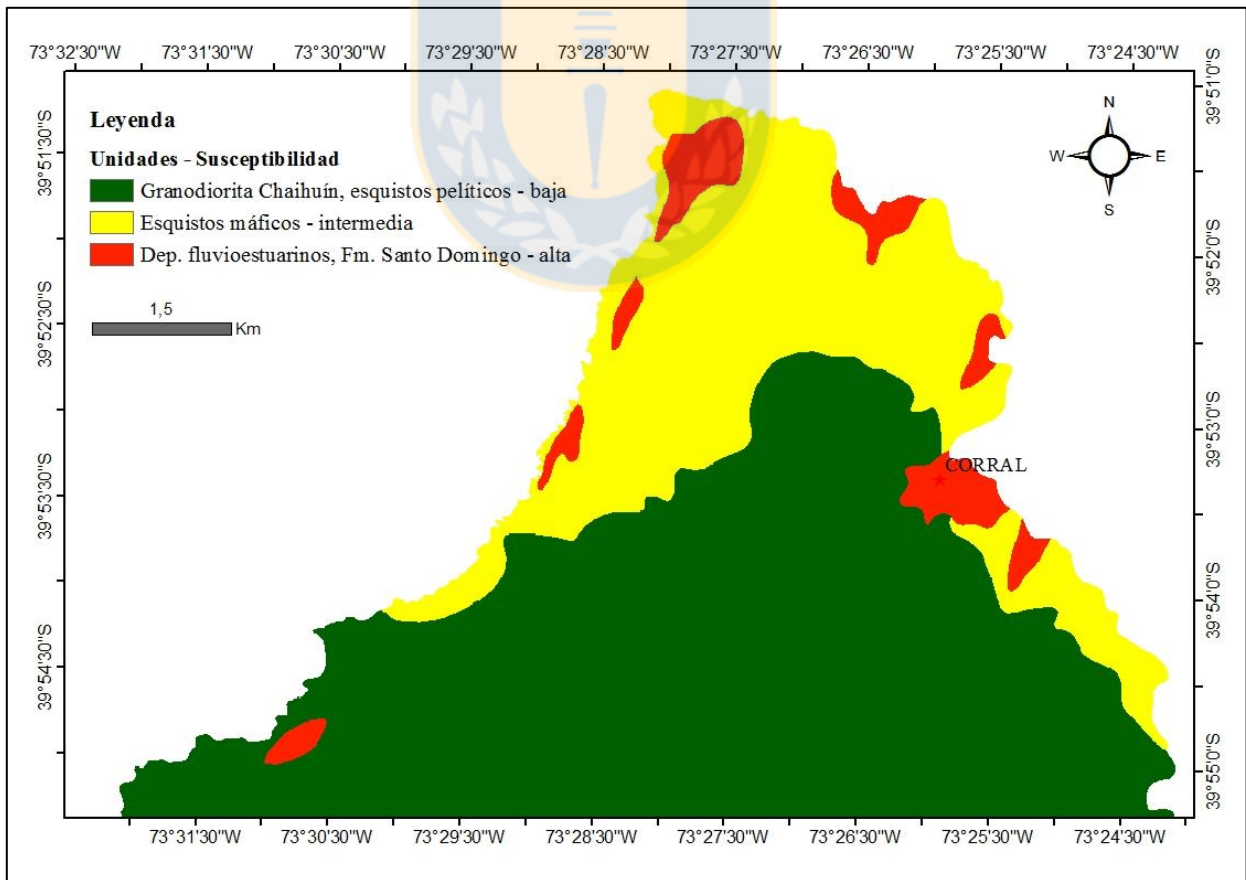 73°32'30"W 73°31'30"W 73°30'30"W 73°29'30"W 73°28'30"W 73°27'30"W 73°26'30"W 73°25'30"W 73°24'30"W
39°51'0"S
39°51'30"S
39°52'0"S
39°52'30"S
39°53'0"S
39°53'30"S
39°54'0"S
39°54'30"S
39°55'0"S
Leyenda
Unidades - Susceptibilidad
Granodiorita Chaihuín, esquistos pelíticos - baja
Esquistos máficos - intermedia
Dep. fluvioestuarinos, Fm. Santo Domingo - alta
1,5
Km
N
W E
S
CORRAL
73°31'30"W 73°30'30"W 73°29'30"W 73°28'30"W 73°27'30"W 73°26'30"W 73°25'30"W 73°24'30"W